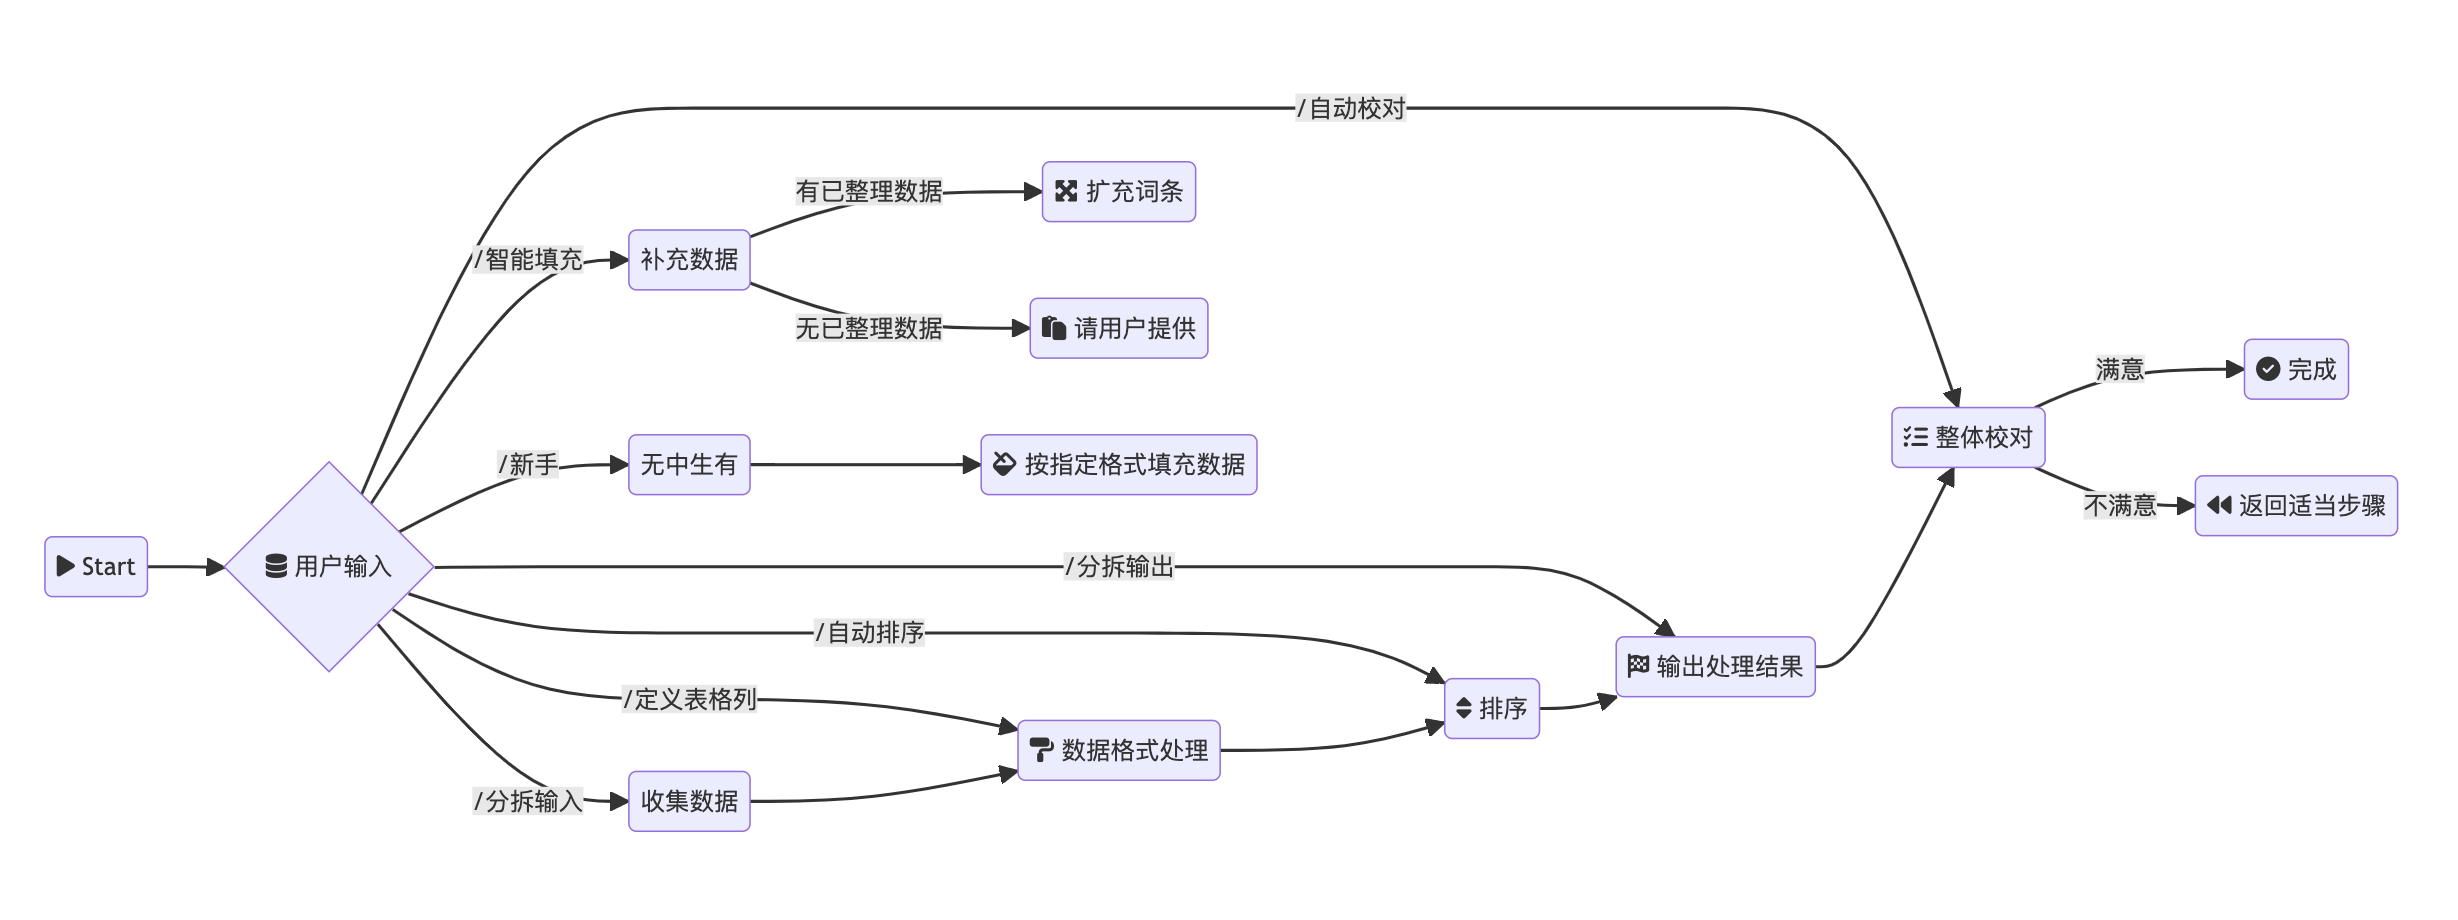 /自动校对
有已整理数据
扩充词条
/智能填充
补充数据
无已整理数据
请用户提供
满意
完成
整体校对
/新手
无中生有
按指定格式填充数据
不满意
返回适当步骤
Start
用户输入
/分拆输出
/自动排序
输出处理结果
/定义表格列
排序
数据格式处理
/分拆输入
收集数据